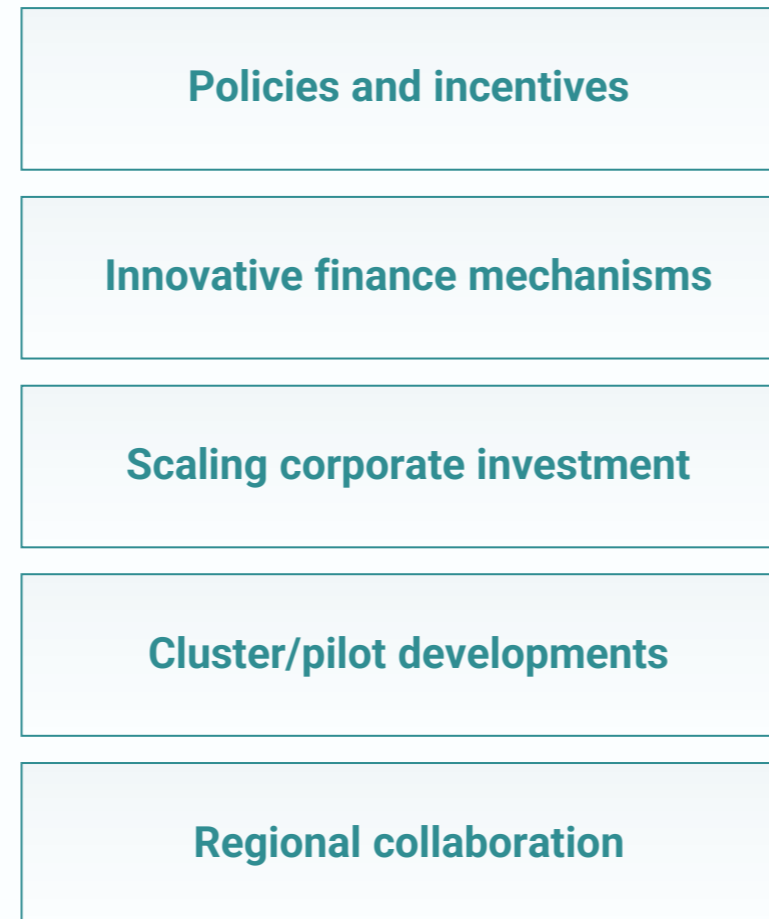 Policies and incentives
Innovative finance mechanisms
Scaling corporate investment
Cluster/pilot developments
Regional collaboration